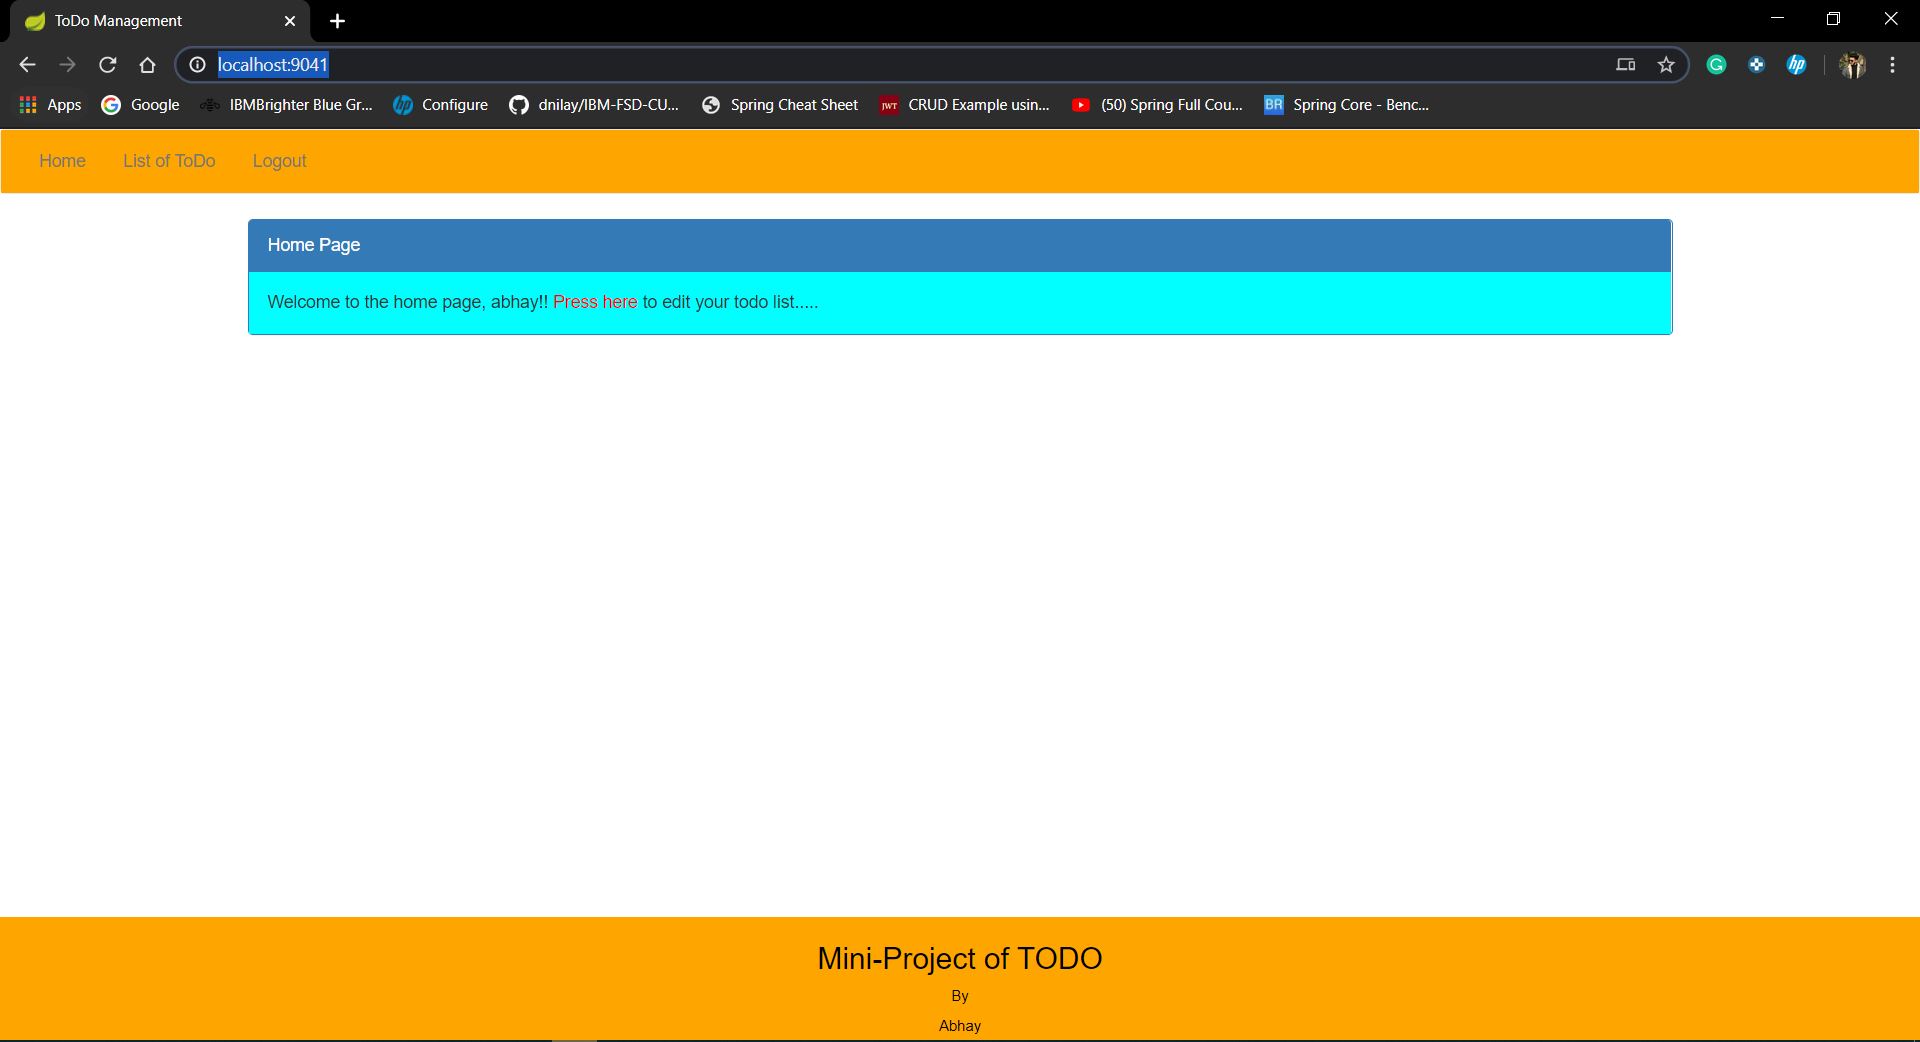 ToDo Management
localhost:9041
Apps Google IBMBrighter Blue Gr... Configure dnilay/IBM-FSD-CU... Spring Cheat Sheet JWT CRUD Example usin... (50) Spring Full Cou... BR Spring Core - Benc...
Home List of ToDo Logout
Home Page
Welcome to the home page, abhay!! Press here to edit your todo list.....
Mini-Project of TODO
By
Abhay